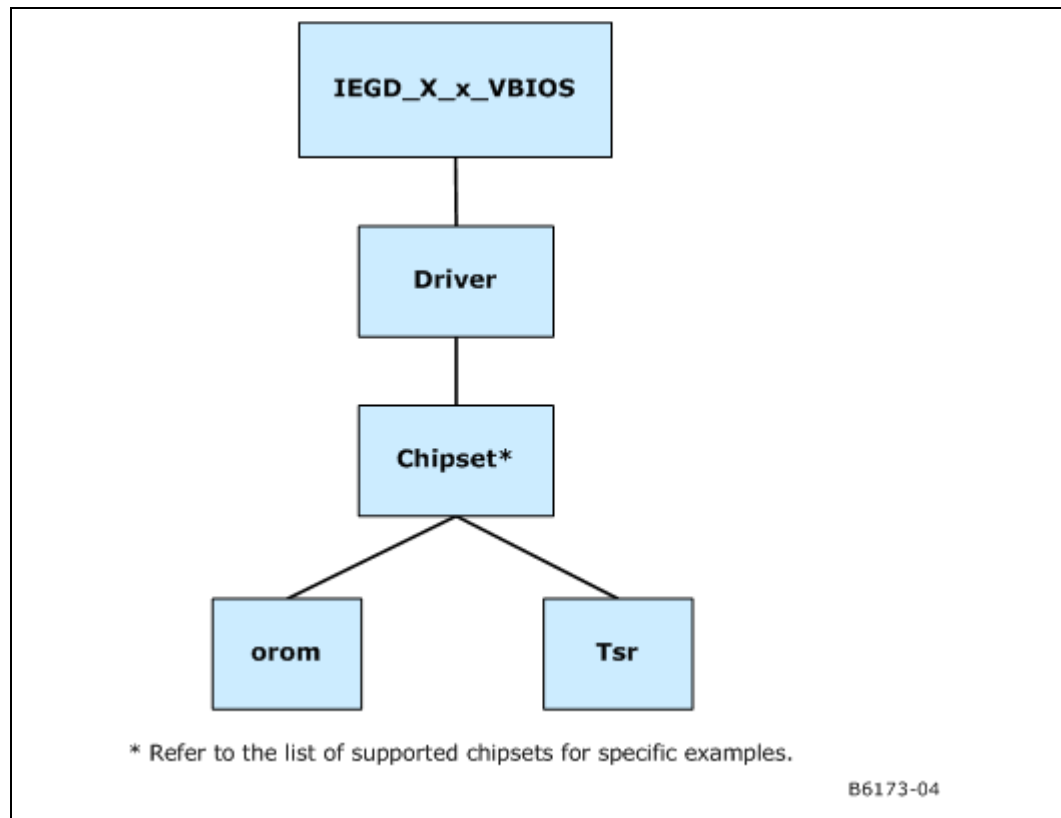 IEGD_X_x_VBIOS
Driver
Chipset*
orom
Tsr
* Refer to the list of supported chipsets for specific examples.
B6173-04